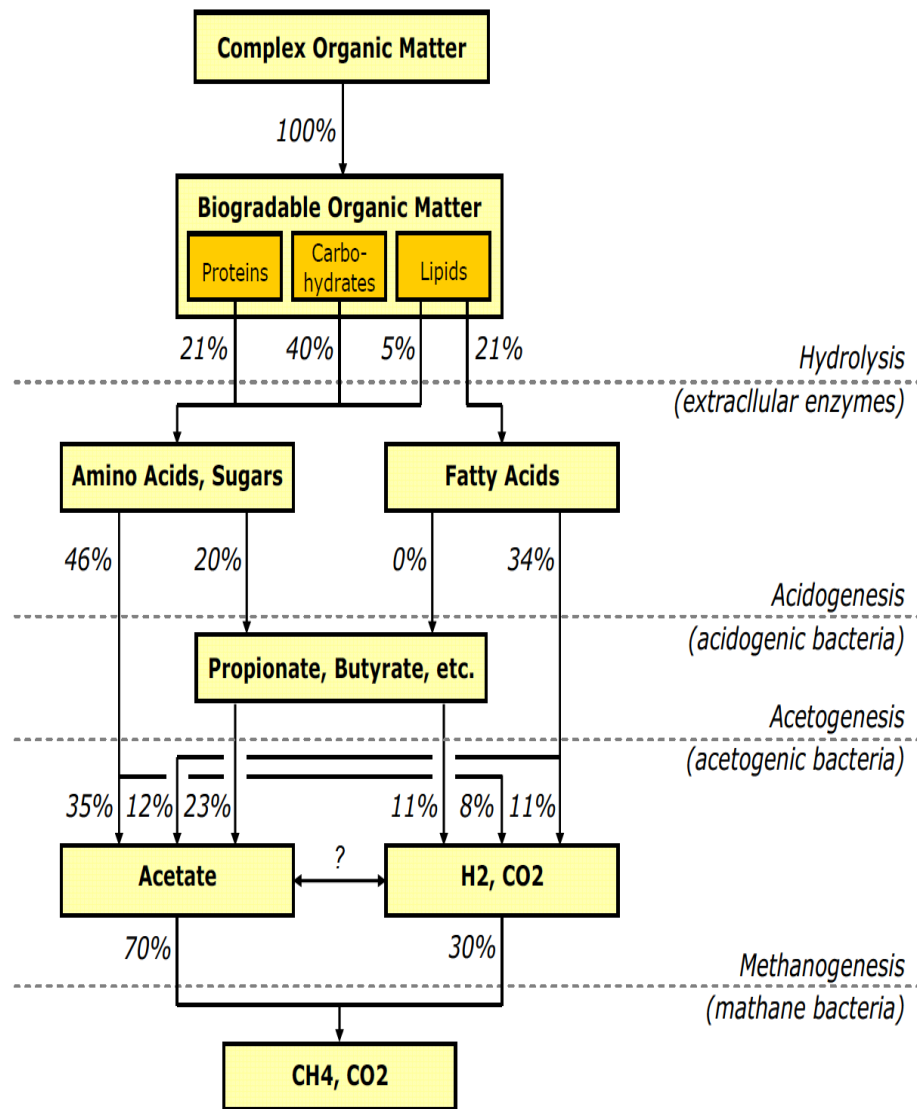 Complex Organic Matter
100%
Biogradable Organic Matter
Proteins
Carbo-
hydrates
Lipids
21%
40%
5%
21%
Hydrolysis
(extracllular enzymes)
Amino Acids, Sugars
Fatty Acids
46%
20%
0%
34%
Acidogenesis
(acidogenic bacteria)
Propionate, Butyrate, etc.
Acetogenesis
(acetogenic bacteria)
35%
12%
23%
11%
8%
11%
Acetate
?
H2, CO2
70%
30%
Methanogenesis
(mathane bacteria)
CH4, CO2